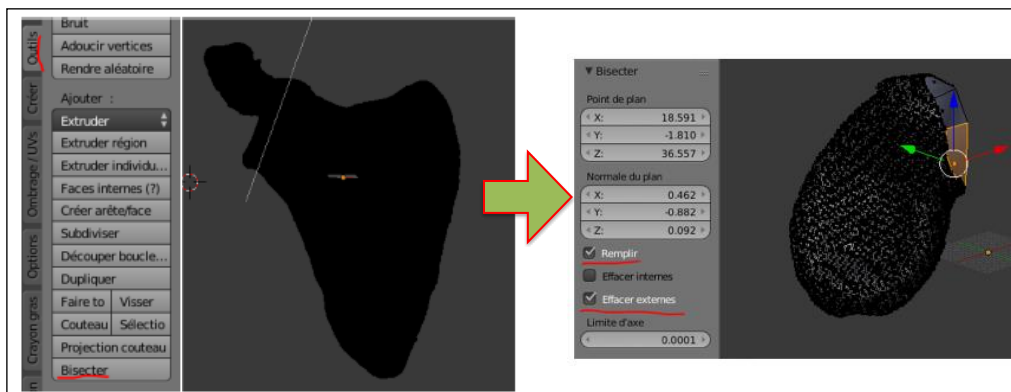 Bruit
Adoucir vertices
Rendre aléatoire
Ajouter :
Extruder
Extruder région
Extruder individu...
Faces internes (?)
Créer arête/face
Subdiviser
Découper boucle...
Dupliquer
Faire to Visser
Couteau Sélectio
Projection couteau
Bisecter
Outils
Créer
Ombrage / UVs
Options
Crayon gras
Bisecter
Point de plan
X: 18.591
Y: -1.810
Z: 36.557
Normale du plan
X: 0.462
Y: -0.882
Z: 0.092
Remplir
Effacer internes
Effacer externes
Limite d'axe
0.0001